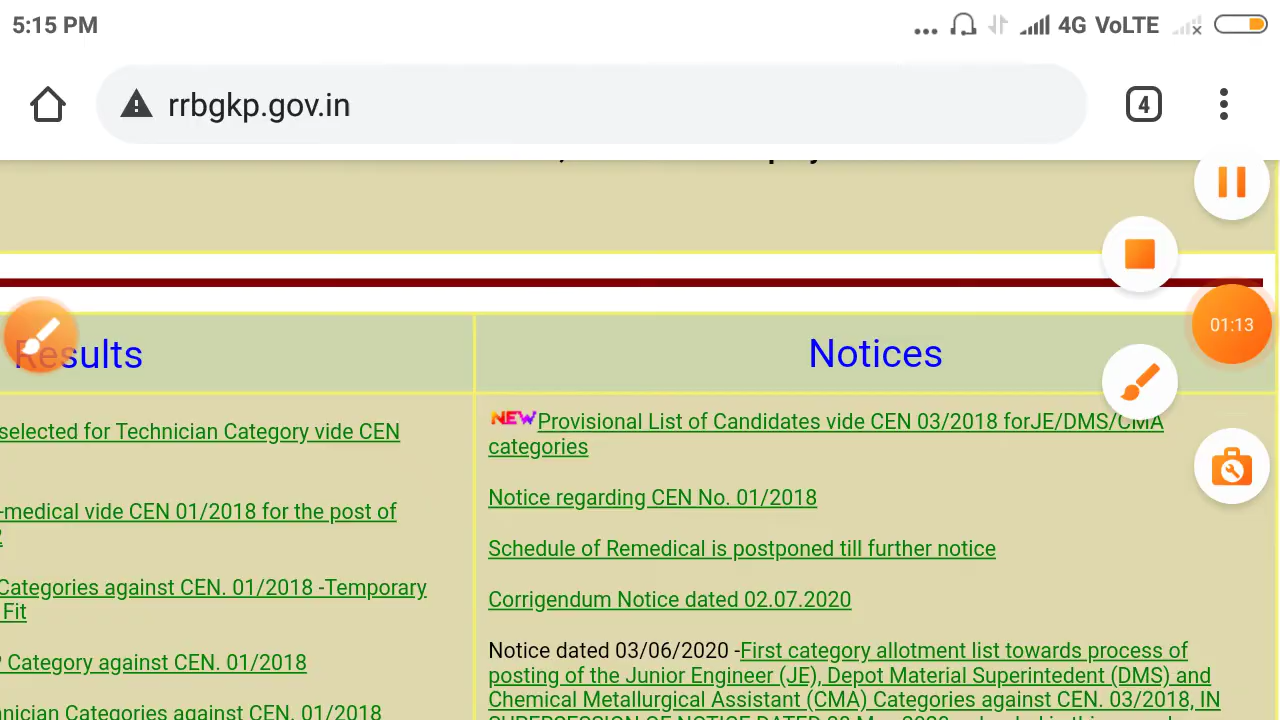 5:15 PM
4G VoLTE
rrbgkp.gov.in
4
01:13
Results
selected for Technician Category vide CEN
-medical vide CEN 01/2018 for the post of
Categories against CEN. 01/2018 -Temporary
Fit
Category against CEN. 01/2018
nician Categories against CEN. 01/2018
Notices
NEW Provisional List of Candidates vide CEN 03/2018 forJE/DMS/CMA
categories
Notice regarding CEN No. 01/2018
Schedule of Remedical is postponed till further notice
Corrigendum Notice dated 02.07.2020
Notice dated 03/06/2020 -First category allotment list towards process of
posting of the Junior Engineer (JE), Depot Material Superintedent (DMS) and
Chemical Metallurgical Assistant (CMA) Categories against CEN. 03/2018, IN